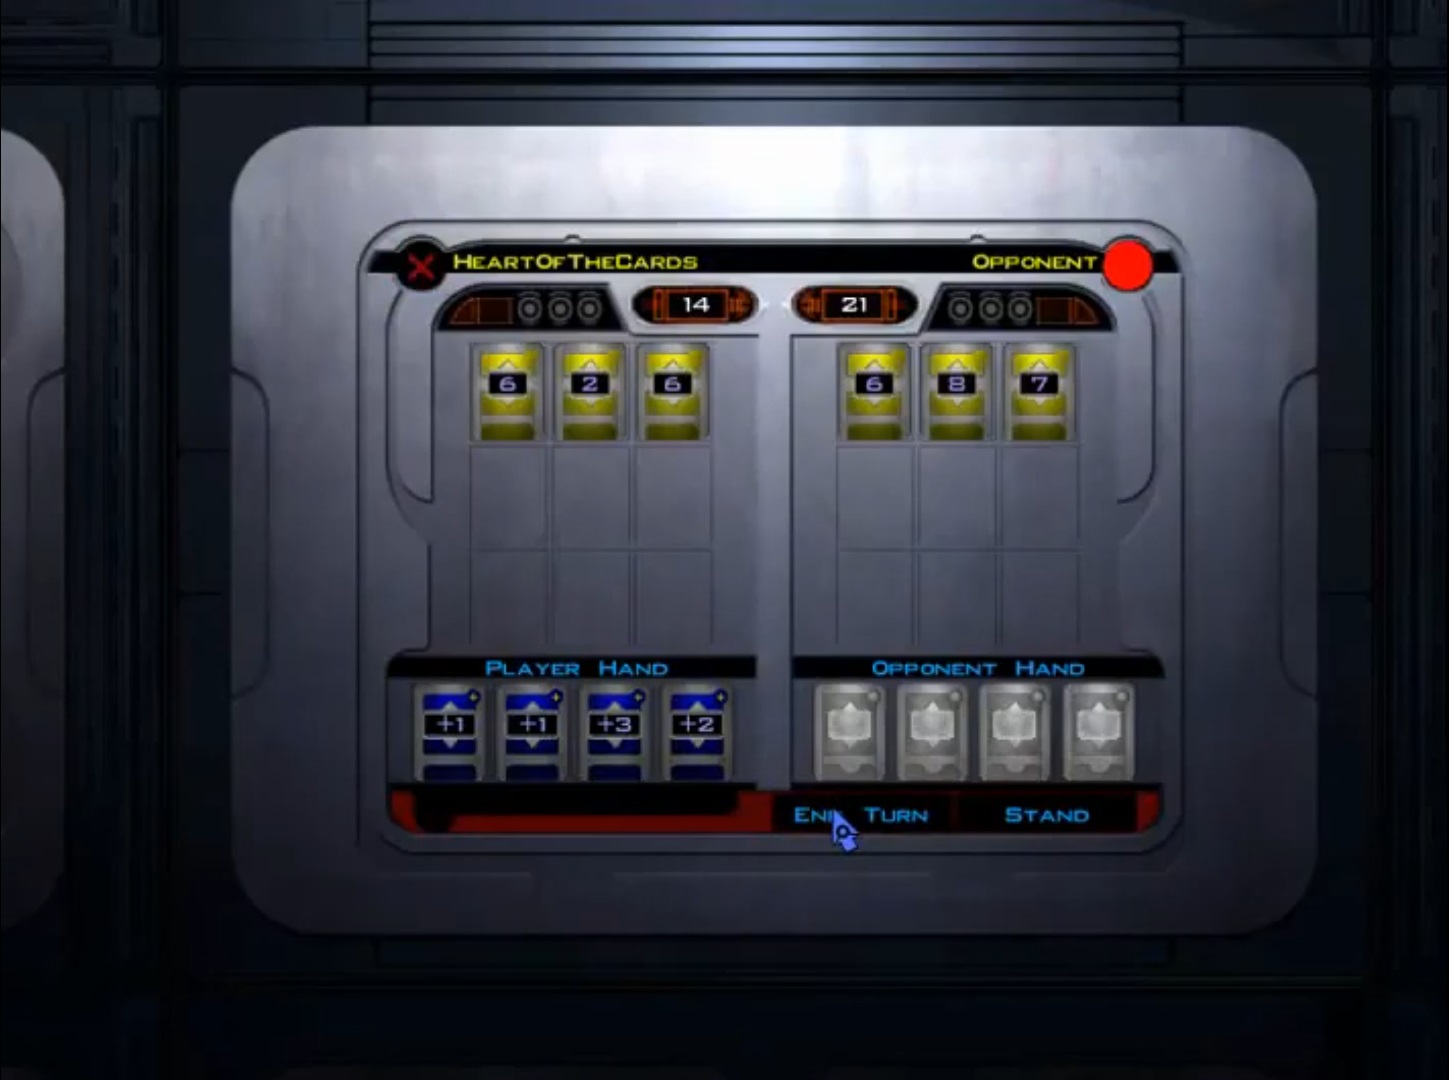 HEARTOFTHECARDS OPPONENT
14 21
6 2 6 6 8 7
PLAYER HAND OPPONENT HAND
+1 +1 +3 +2
TURN STAND